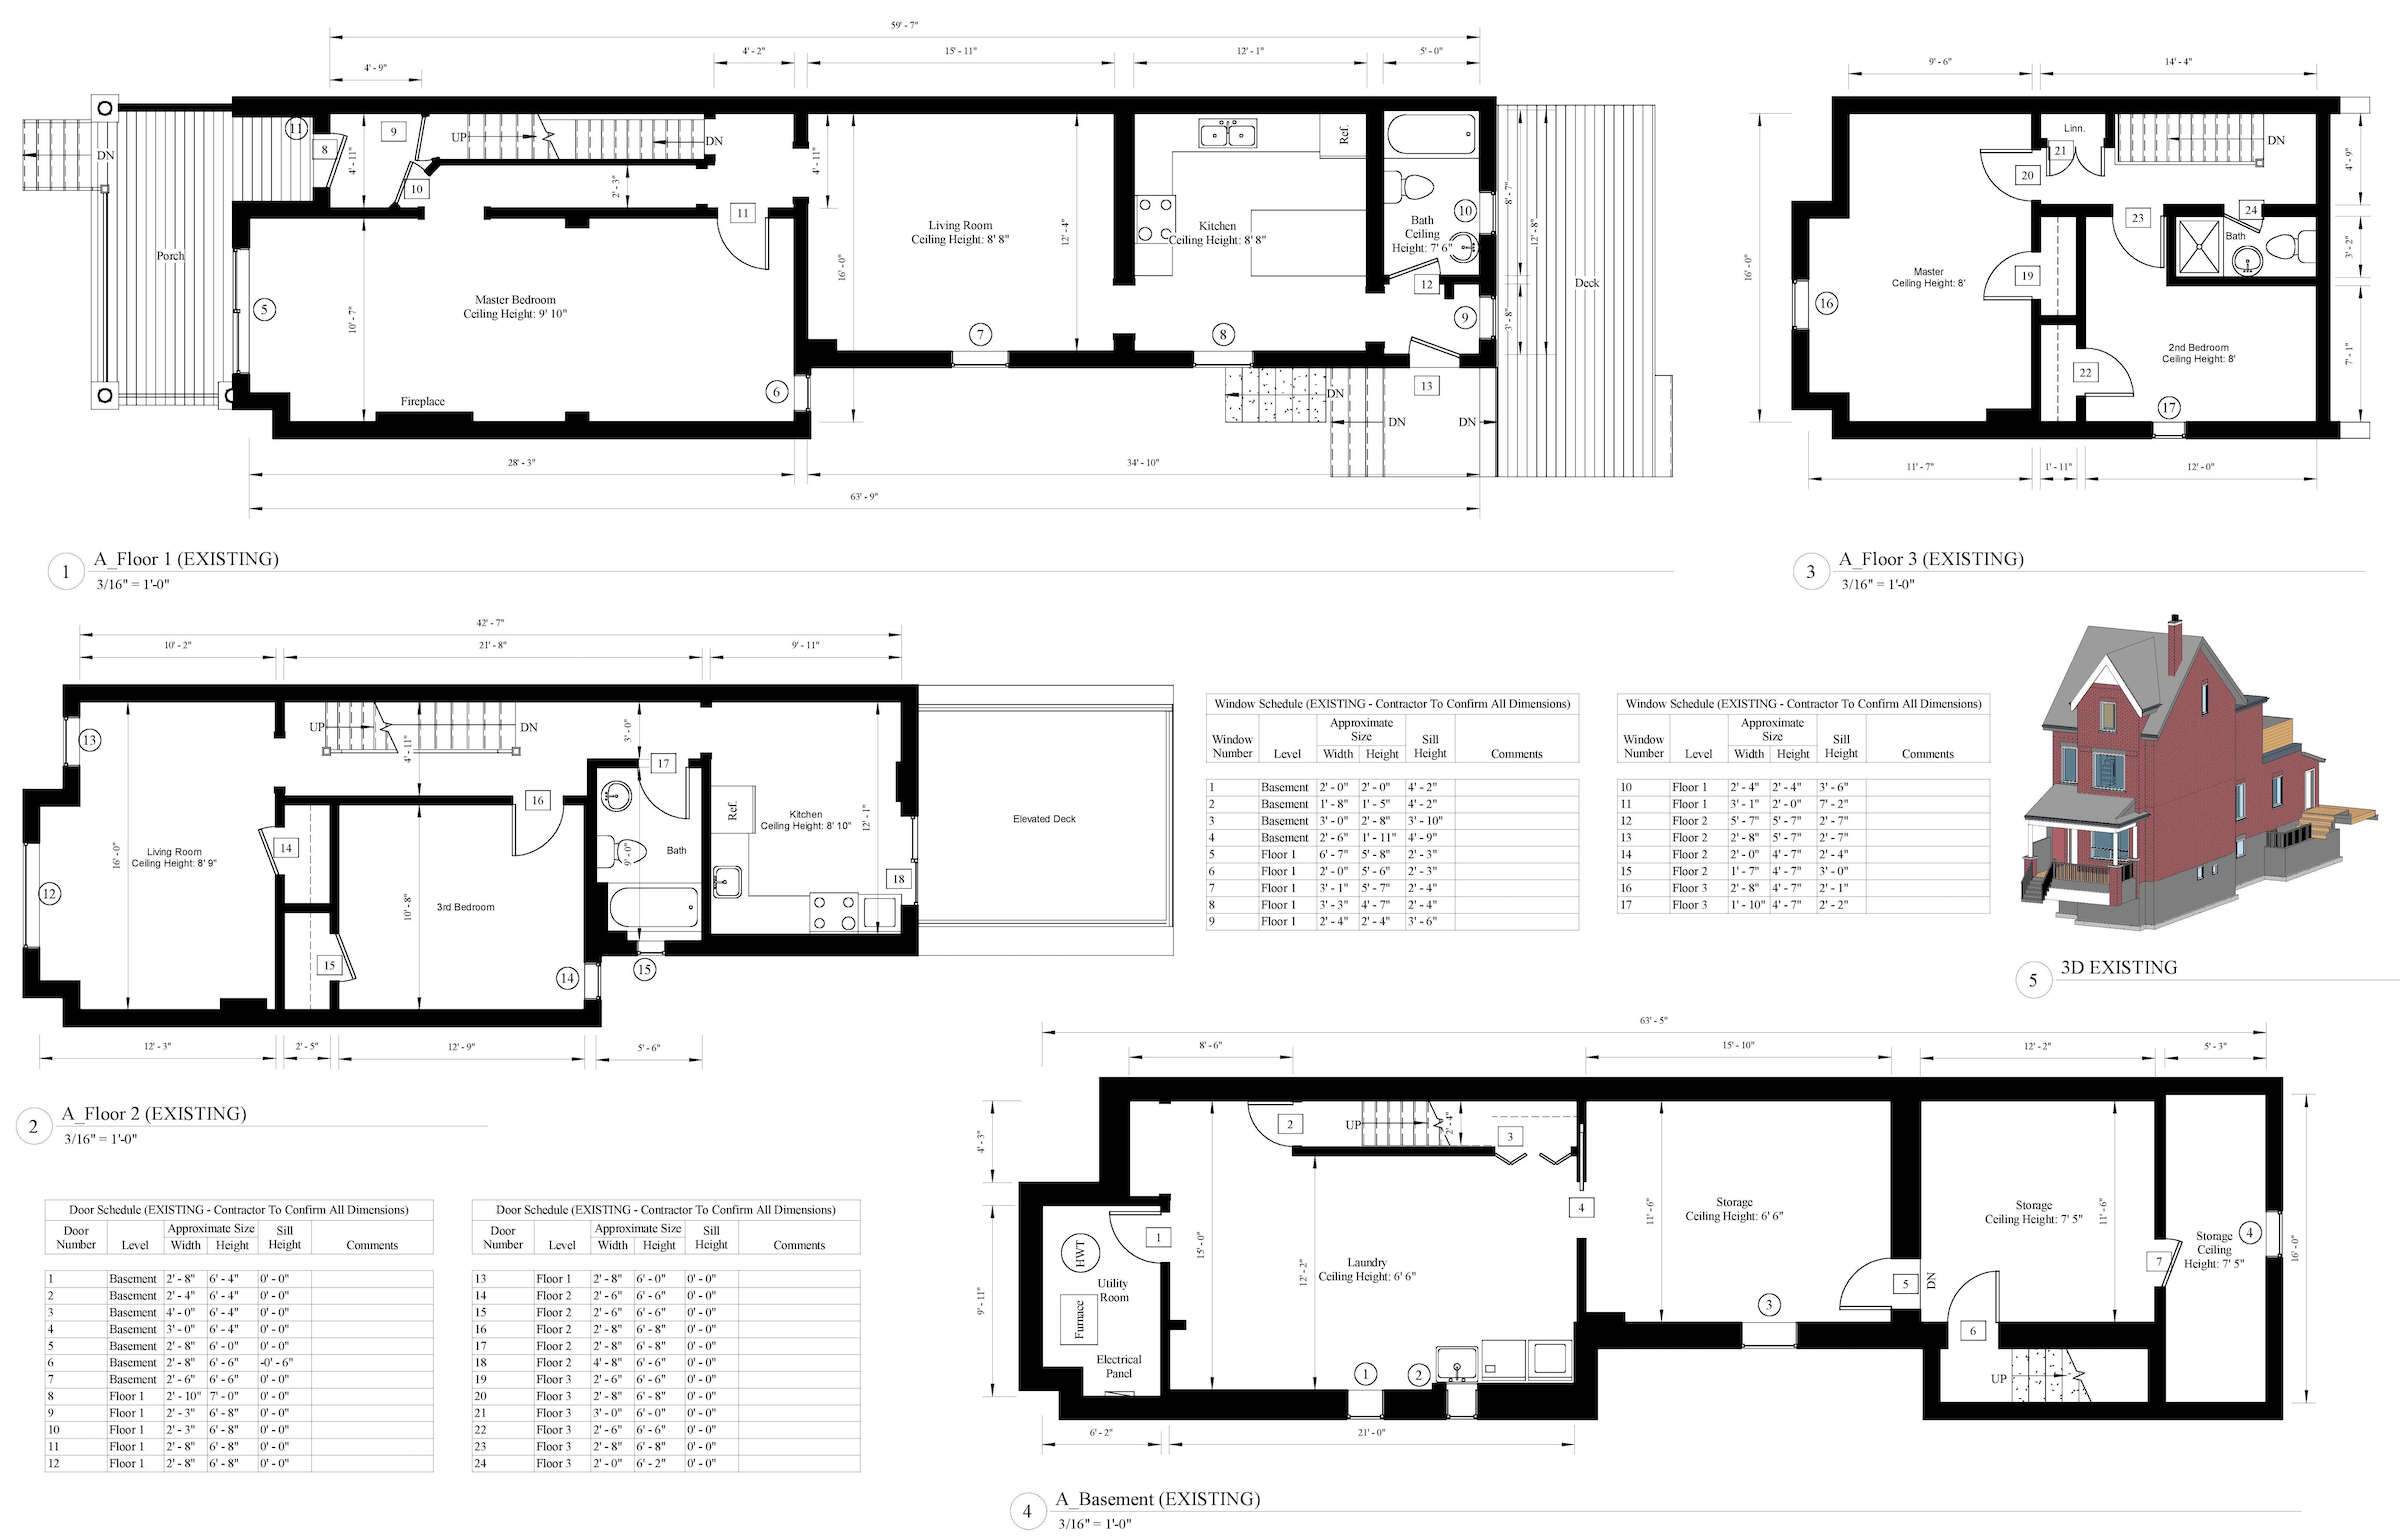 59' - 7"
4' - 2"
15' - 11"
12' - 1"
5' - 0"
4' - 9"
DN
11
8
9
4' - 11"
10
UP
DN
2' - 3"
4' - 11"
11
Porch
5
10' - 7"
Master Bedroom
Ceiling Height: 9' 10"
Fireplace
6
16' - 0"
Living Room
Ceiling Height: 8' 8"
12' - 4"
7
Ref.
Kitchen
Ceiling Height: 8' 8"
8
Bath
Ceiling
Height: 7' 6"
10
12
9
8' - 7"
12' - 8"
3' - 8"
13
DN
DN
DN
Deck
28' - 3"
34' - 10"
63' - 9"
1
A_Floor 1 (EXISTING)
3/16" = 1'-0"
9' - 6"
14' - 4"
Linn.
21
DN
20
23
24
Bath
4' - 9"
3' - 2"
7' - 1"
16' - 0"
Master
Ceiling Height: 8'
19
16
2nd Bedroom
Ceiling Height: 8'
22
17
11' - 7"
1' - 11"
12' - 0"
3
A_Floor 3 (EXISTING)
3/16" = 1'-0"
42' - 7"
10' - 2"
21' - 8"
9' - 11"
13
UP
DN
4' - 11"
3' - 0"
17
16
16' - 0"
Living Room
Ceiling Height: 8' 9"
14
12
15
10' - 8"
3rd Bedroom
14
9' - 0"
Bath
15
Ref.
Kitchen
Ceiling Height: 8' 10"
12' - 1"
18
Elevated Deck
12' - 3"
2' - 5"
12' - 9"
5' - 6"
2
A_Floor 2 (EXISTING)
3/16" = 1'-0"
Window Schedule (EXISTING - Contractor To Confirm All Dimensions)
Window Number Level Approximate Size Width Height Sill Height Comments
1 Basement 2' - 0" 2' - 0" 4' - 2"
2 Basement 1' - 8" 1' - 5" 4' - 2"
3 Basement 3' - 0" 2' - 8" 3' - 10"
4 Basement 2' - 6" 1' - 11" 4' - 9"
5 Floor 1 6' - 7" 5' - 8" 2' - 3"
6 Floor 1 2' - 0" 5' - 6" 2' - 3"
7 Floor 1 3' - 1" 5' - 7" 2' - 4"
8 Floor 1 3' - 3" 4' - 7" 2' - 4"
9 Floor 1 2' - 4" 2' - 4" 3' - 6"
Window Schedule (EXISTING - Contractor To Confirm All Dimensions)
Window Number Level Approximate Size Width Height Sill Height Comments
10 Floor 1 2' - 4" 2' - 4" 3' - 6"
11 Floor 1 3' - 1" 2' - 0" 7' - 2"
12 Floor 2 5' - 7" 5' - 7" 2' - 7"
13 Floor 2 2' - 8" 5' - 7" 2' - 7"
14 Floor 2 2' - 0" 4' - 7" 2' - 4"
15 Floor 2 1' - 7" 4' - 7" 3' - 0"
16 Floor 3 2' - 8" 4' - 7" 2' - 1"
17 Floor 3 1' - 10" 4' - 7" 2' - 2"
5
3D EXISTING
Door Schedule (EXISTING - Contractor To Confirm All Dimensions)
Door Number Level Approximate Size Width Height Sill Height Comments
1 Basement 2' - 8" 6' - 4" 0' - 0"
2 Basement 2' - 4" 6' - 4" 0' - 0"
3 Basement 4' - 0" 6' - 4" 0' - 0"
4 Basement 3' - 0" 6' - 4" 0' - 0"
5 Basement 2' - 8" 6' - 0" 0' - 0"
6 Basement 2' - 8" 6' - 6" -0' - 6"
7 Basement 2' - 6" 6' - 6" 0' - 0"
8 Floor 1 2' - 10" 7' - 0" 0' - 0"
9 Floor 1 2' - 3" 6' - 8" 0' - 0"
10 Floor 1 2' - 3" 6' - 8" 0' - 0"
11 Floor 1 2' - 8" 6' - 8" 0' - 0"
12 Floor 1 2' - 8" 6' - 8" 0' - 0"
Door Schedule (EXISTING - Contractor To Confirm All Dimensions)
Door Number Level Approximate Size Width Height Sill Height Comments
13 Floor 1 2' - 8" 6' - 0" 0' - 0"
14 Floor 2 2' - 6" 6' - 6" 0' - 0"
15 Floor 2 2' - 6" 6' - 6" 0' - 0"
16 Floor 2 2' - 8" 6' - 8" 0' - 0"
17 Floor 2 2' - 8" 6' - 8" 0' - 0"
18 Floor 2 4' - 8" 6' - 6" 0' - 0"
19 Floor 3 2' - 6" 6' - 6" 0' - 0"
20 Floor 3 2' - 8" 6' - 8" 0' - 0"
21 Floor 3 3' - 0" 6' - 0" 0' - 0"
22 Floor 3 2' - 6" 6' - 6" 0' - 0"
23 Floor 3 2' - 8" 6' - 8" 0' - 0"
24 Floor 3 2' - 0" 6' - 2" 0' - 0"
63' - 5"
8' - 6"
15' - 10"
12' - 2"
5' - 3"
4' - 3"
9' - 11"
2
UP
2' - 4"
3
1
HWT
Utility
Room
Furnace
Electrical
Panel
15' - 0"
12' - 2"
Laundry
Ceiling Height: 6' 6"
4
1
2
11' - 6"
Storage
Ceiling Height: 6' 6"
3
5
DN
6
UP
Storage
Ceiling Height: 7' 5"
11' - 6"
7
Storage
Ceiling
Height: 7' 5"
4
16' - 0"
6' - 2"
21' - 0"
4
A_Basement (EXISTING)
3/16" = 1'-0"